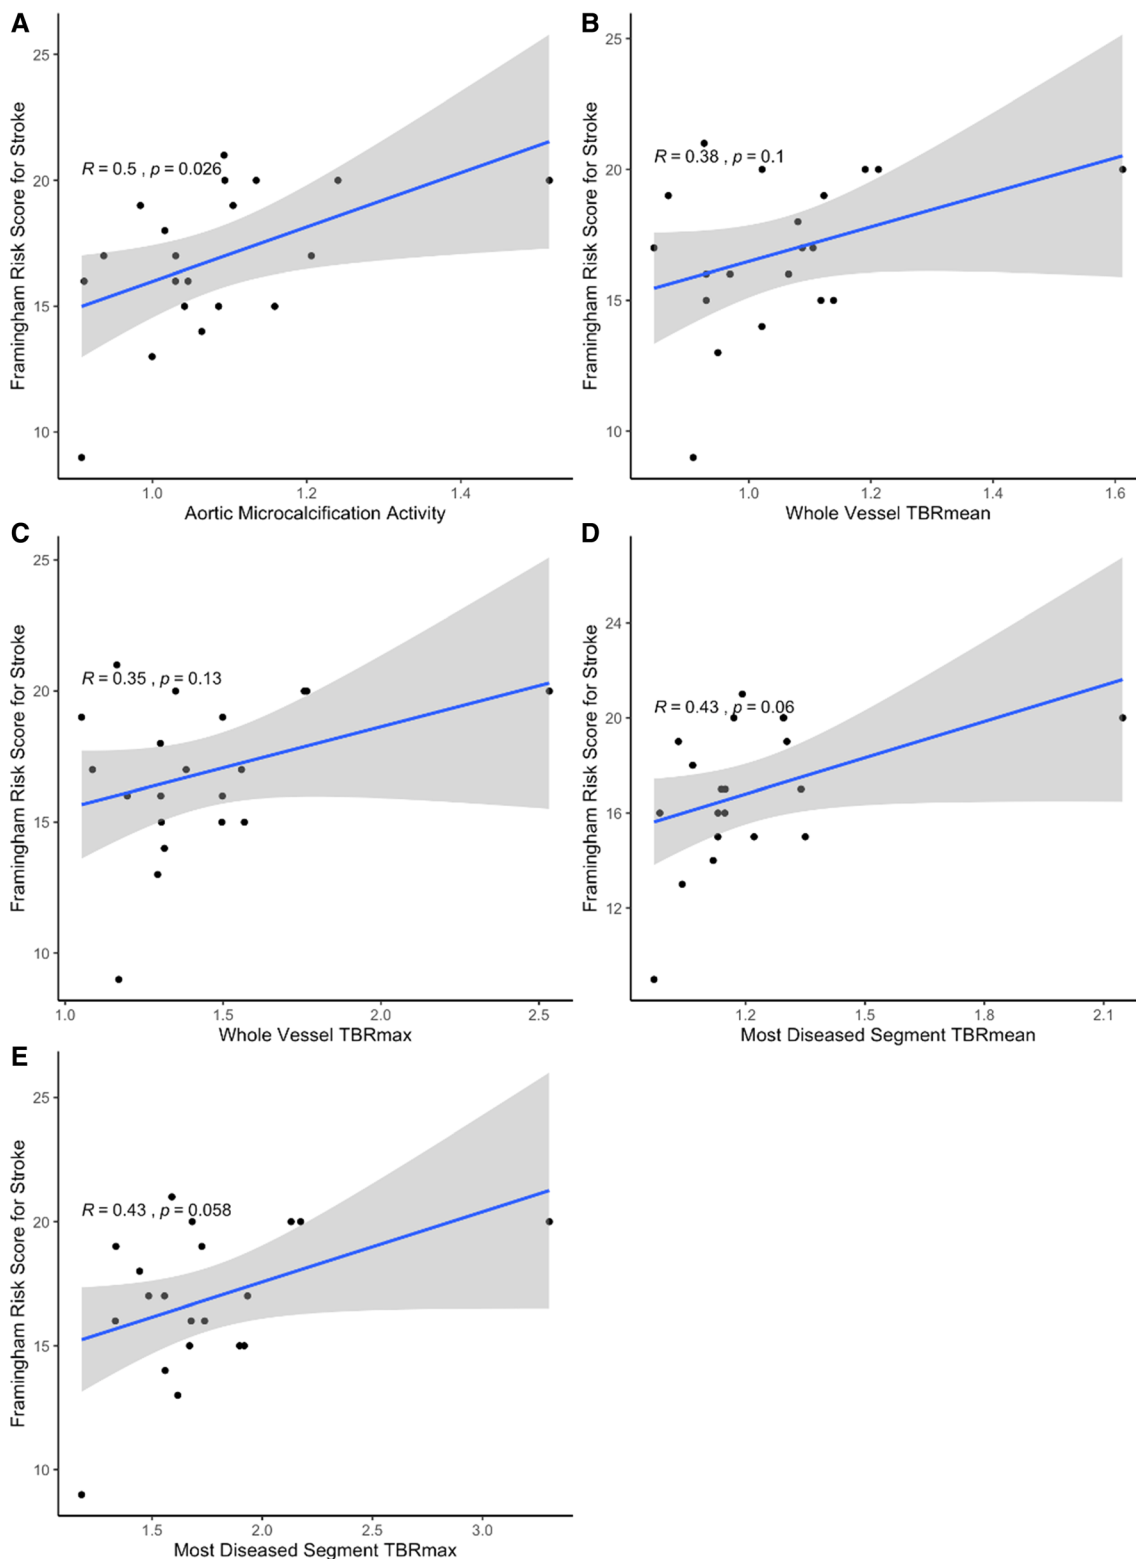 A
Framingham Risk Score for Stroke
25
20
15
10
R = 0.5 , p = 0.026
1.0 1.2 1.4
Aortic Microcalcification Activity
B
Framingham Risk Score for Stroke
25
20
15
10
R = 0.38 , p = 0.1
1.0 1.2 1.4 1.6
Whole Vessel TBRmean
C
Framingham Risk Score for Stroke
25
20
15
10
R = 0.35 , p = 0.13
1.0 1.5 2.0 2.5
Whole Vessel TBRmax
D
Framingham Risk Score for Stroke
24
20
16
12
R = 0.43 , p = 0.06
1.2 1.5 1.8 2.1
Most Diseased Segment TBRmean
E
Framingham Risk Score for Stroke
25
20
15
10
R = 0.43 , p = 0.058
1.5 2.0 2.5 3.0
Most Diseased Segment TBRmax